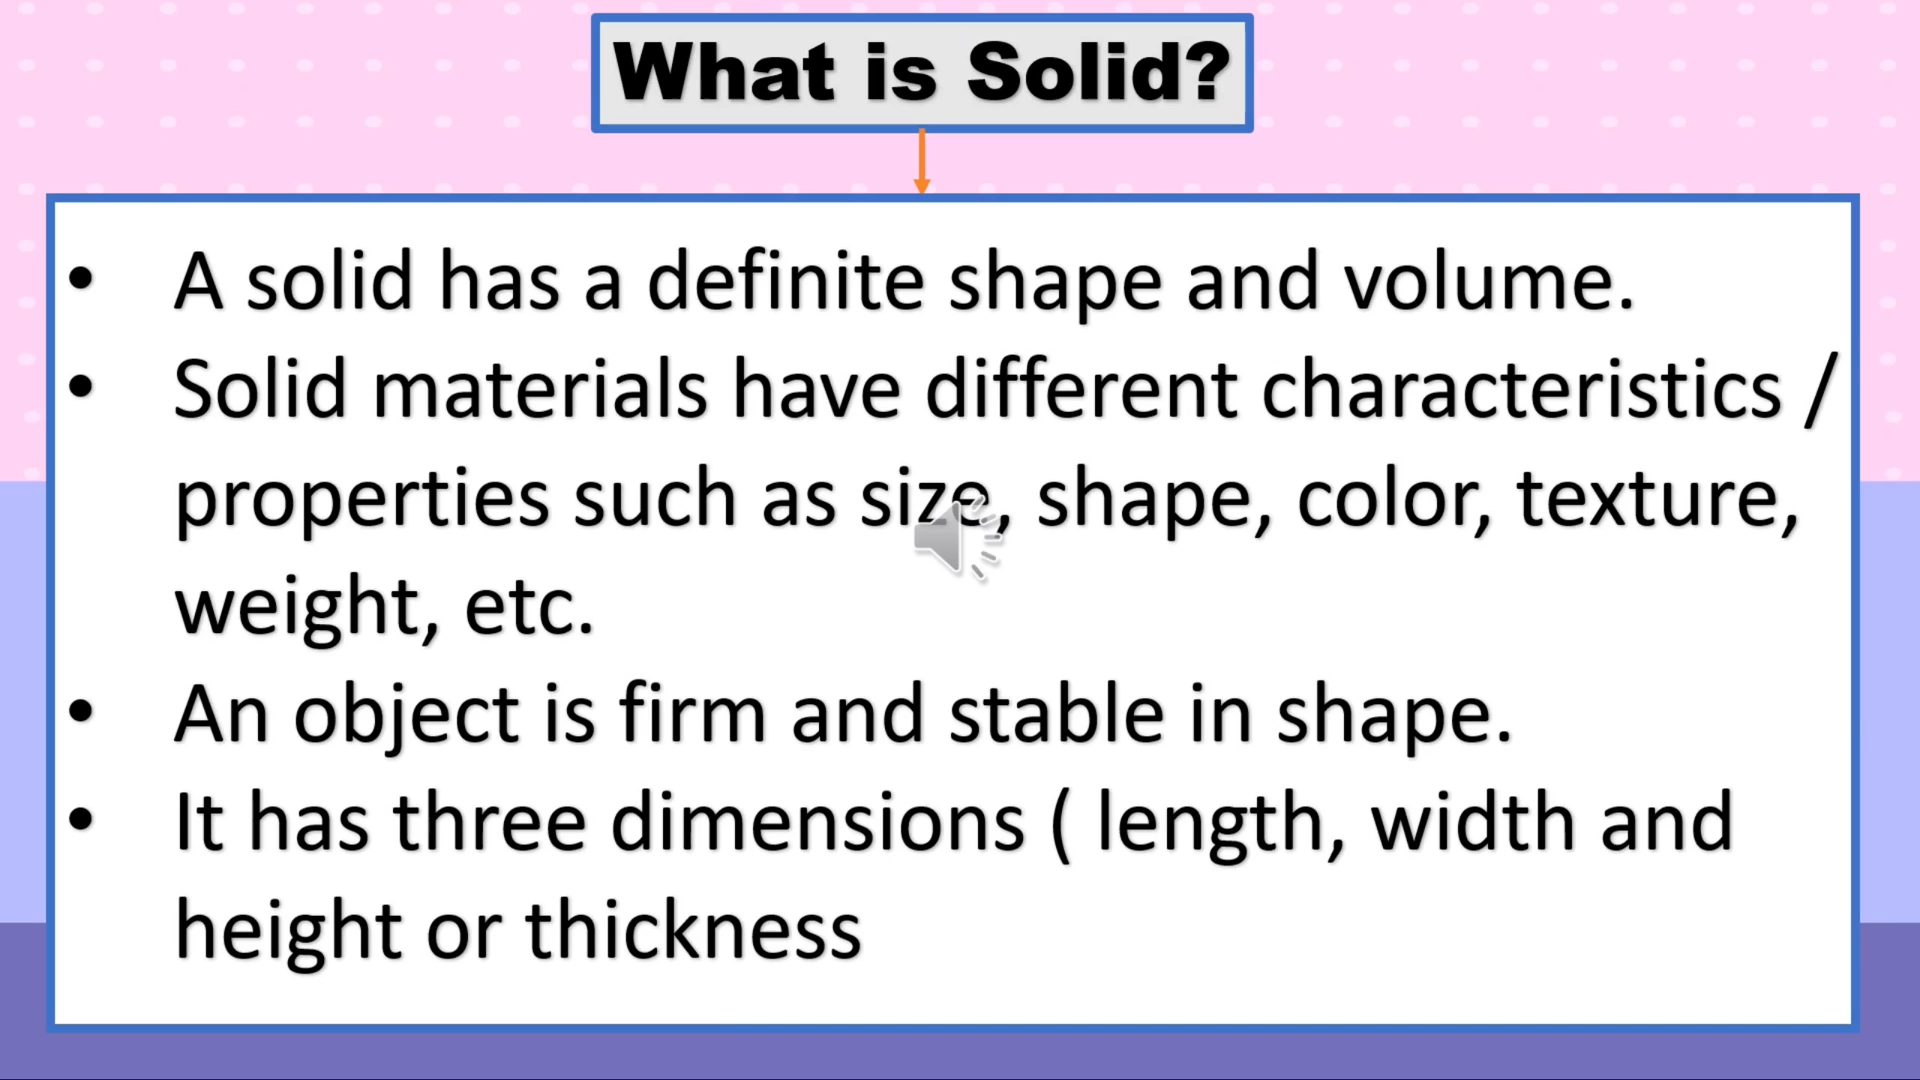 What is Solid?
• A solid has a definite shape and volume.
• Solid materials have different characteristics /
properties such as size, shape, color, texture,
weight, etc.
• An object is firm and stable in shape.
• It has three dimensions ( length, width and
height or thickness